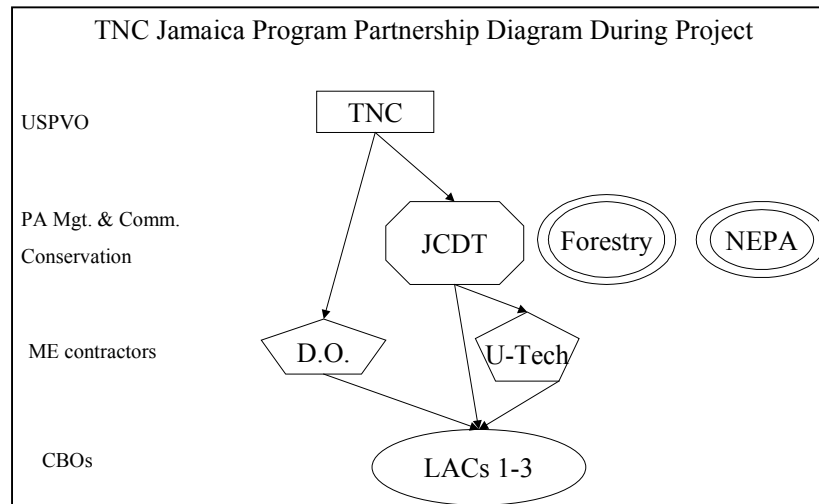 TNC Jamaica Program Partnership Diagram During Project
USPVO
TNC
PA Mgt. & Comm.
Conservation
JCDT
Forestry
NEPA
ME contractors
D.O.
U-Tech
CBOs
LACs 1-3